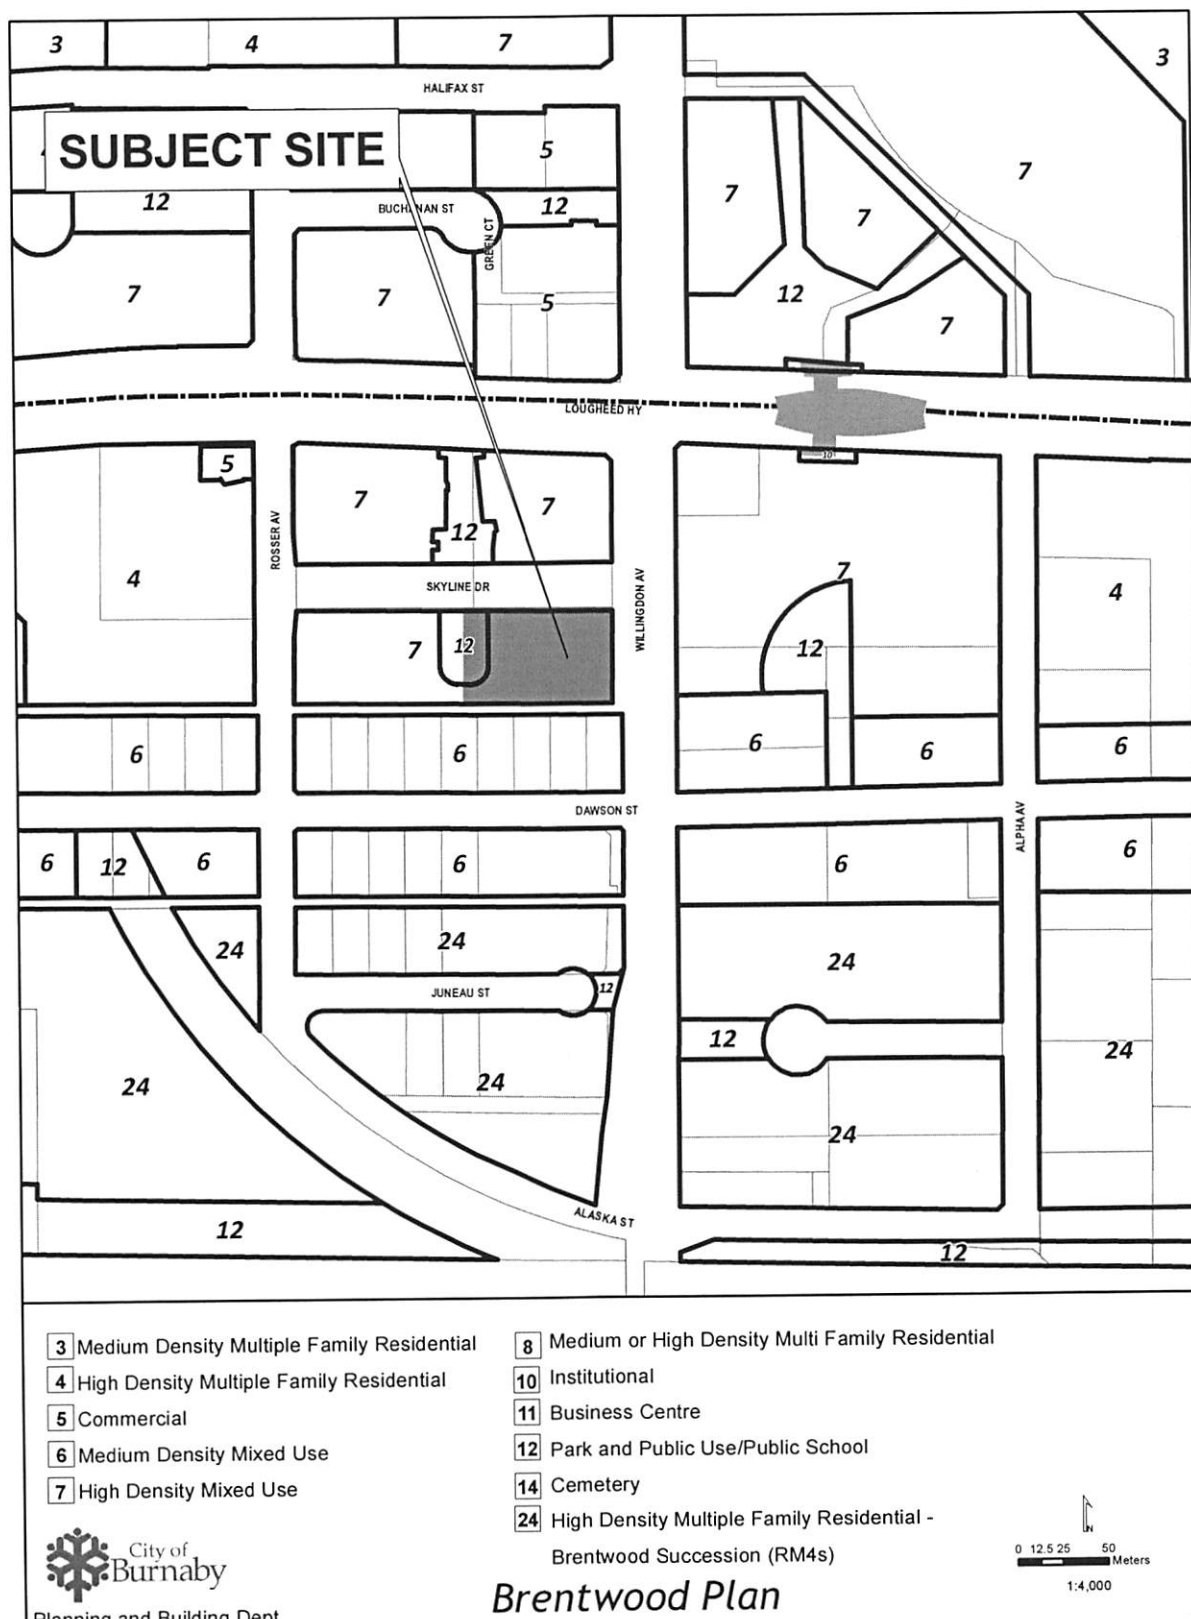 3 4 7 3
HALIFAX ST
SUBJECT SITE
5 7 7 7
12 BUCHANAN ST 12
GREEN CT
7 7 5 12 7
LOUGHEED HY
5 10
7 12 7
ROSSER AV
4 SKYLINE DR WILLINGDON AV 7 4
7 12 12
6 6 6 6 6
DAWSON ST
ALPHA AV
6 12 6 6 6 6
24 24 24
JUNEAU ST 12
12 24
24 24 24
ALASKA ST
12 12
3 Medium Density Multiple Family Residential
4 High Density Multiple Family Residential
5 Commercial
6 Medium Density Mixed Use
7 High Density Mixed Use
8 Medium or High Density Multi Family Residential
10 Institutional
11 Business Centre
12 Park and Public Use/Public School
14 Cemetery
24 High Density Multiple Family Residential -
Brentwood Succession (RM4s)
N
0 12.5 25 50
Meters
1:4,000
City of
Burnaby
Planning and Building Dept
Brentwood Plan